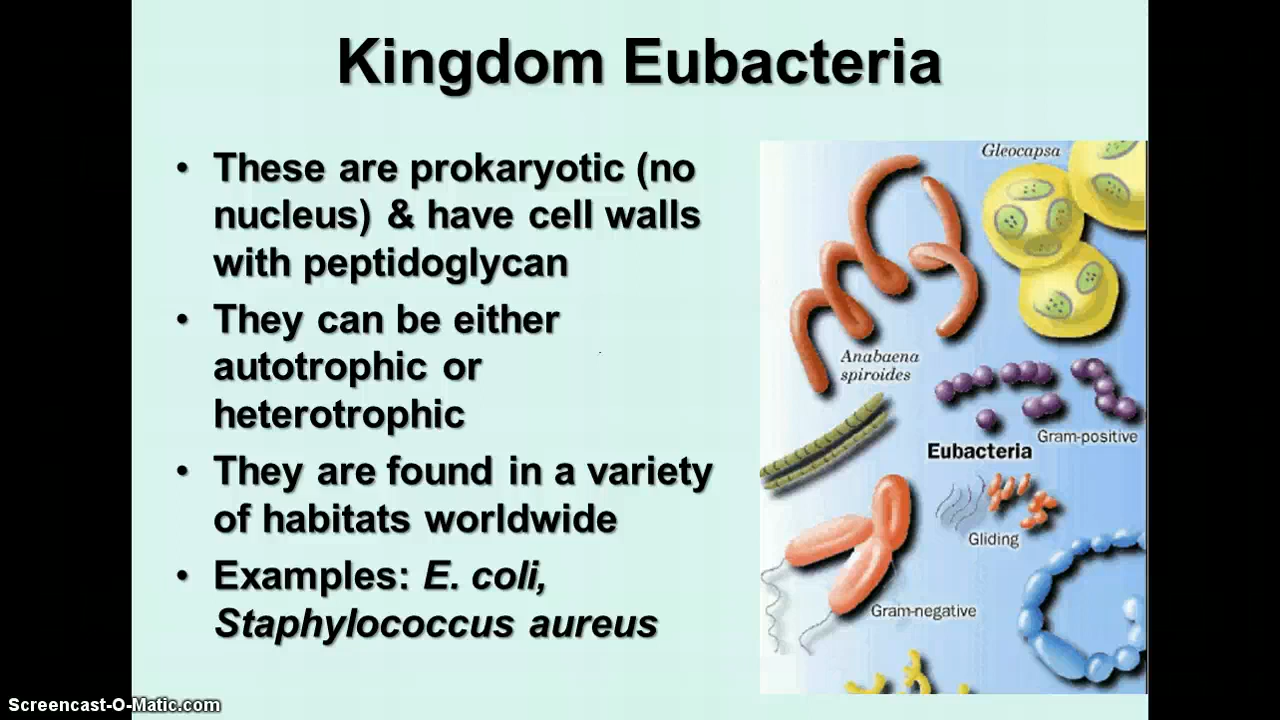 Kingdom Eubacteria
• These are prokaryotic (no
nucleus) & have cell walls
with peptidoglycan
• They can be either
autotrophic or
heterotrophic
• They are found in a variety
of habitats worldwide
• Examples: E. coli,
Staphylococcus aureus
Gleocapsa
Anabaena
spiroides
Gram-positive
Eubacteria
Gliding
Gram-negative
Screencast-O-Matic.com